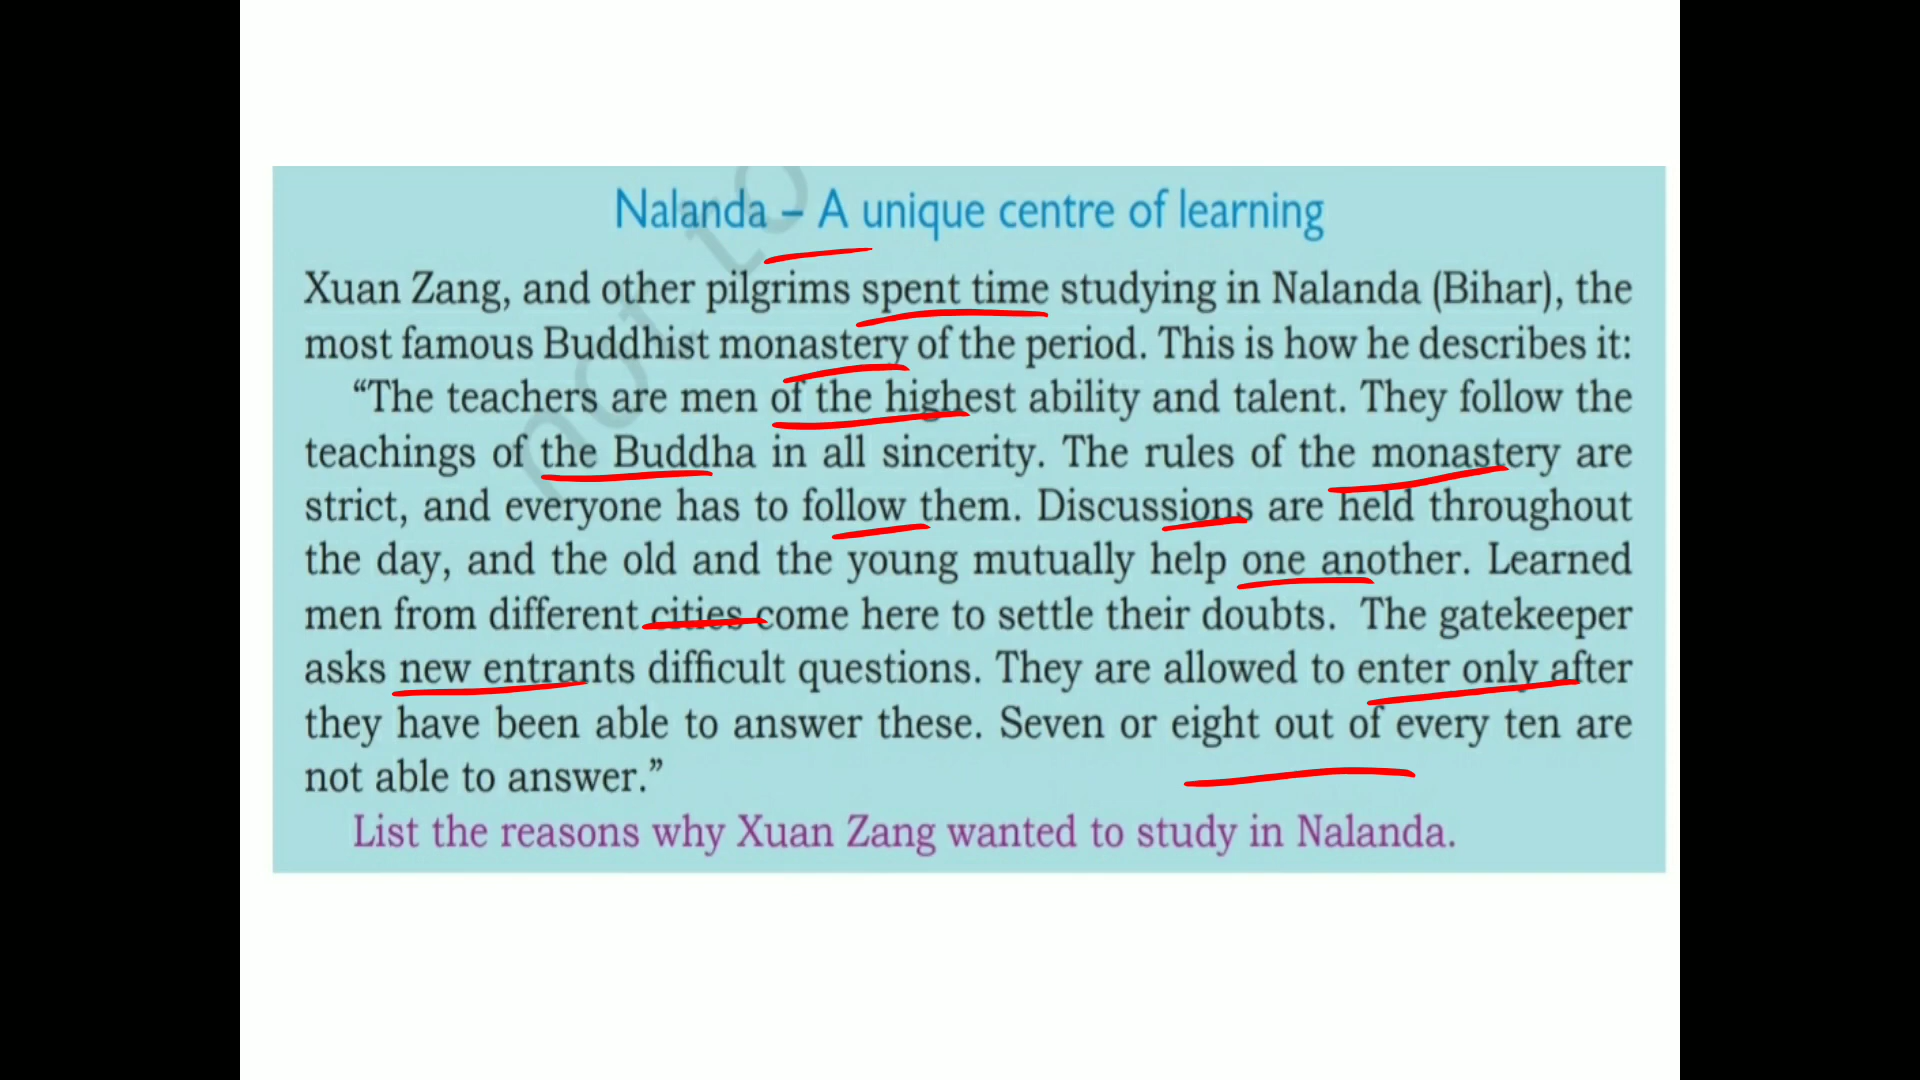 Nalanda – A unique centre of learning
Xuan Zang, and other pilgrims spent time studying in Nalanda (Bihar), the
most famous Buddhist monastery of the period. This is how he describes it:
“The teachers are men of the highest ability and talent. They follow the
teachings of the Buddha in all sincerity. The rules of the monastery are
strict, and everyone has to follow them. Discussions are held throughout
the day, and the old and the young mutually help one another. Learned
men from different cities come here to settle their doubts. The gatekeeper
asks new entrants difficult questions. They are allowed to enter only after
they have been able to answer these. Seven or eight out of every ten are
not able to answer.”
List the reasons why Xuan Zang wanted to study in Nalanda.
not to